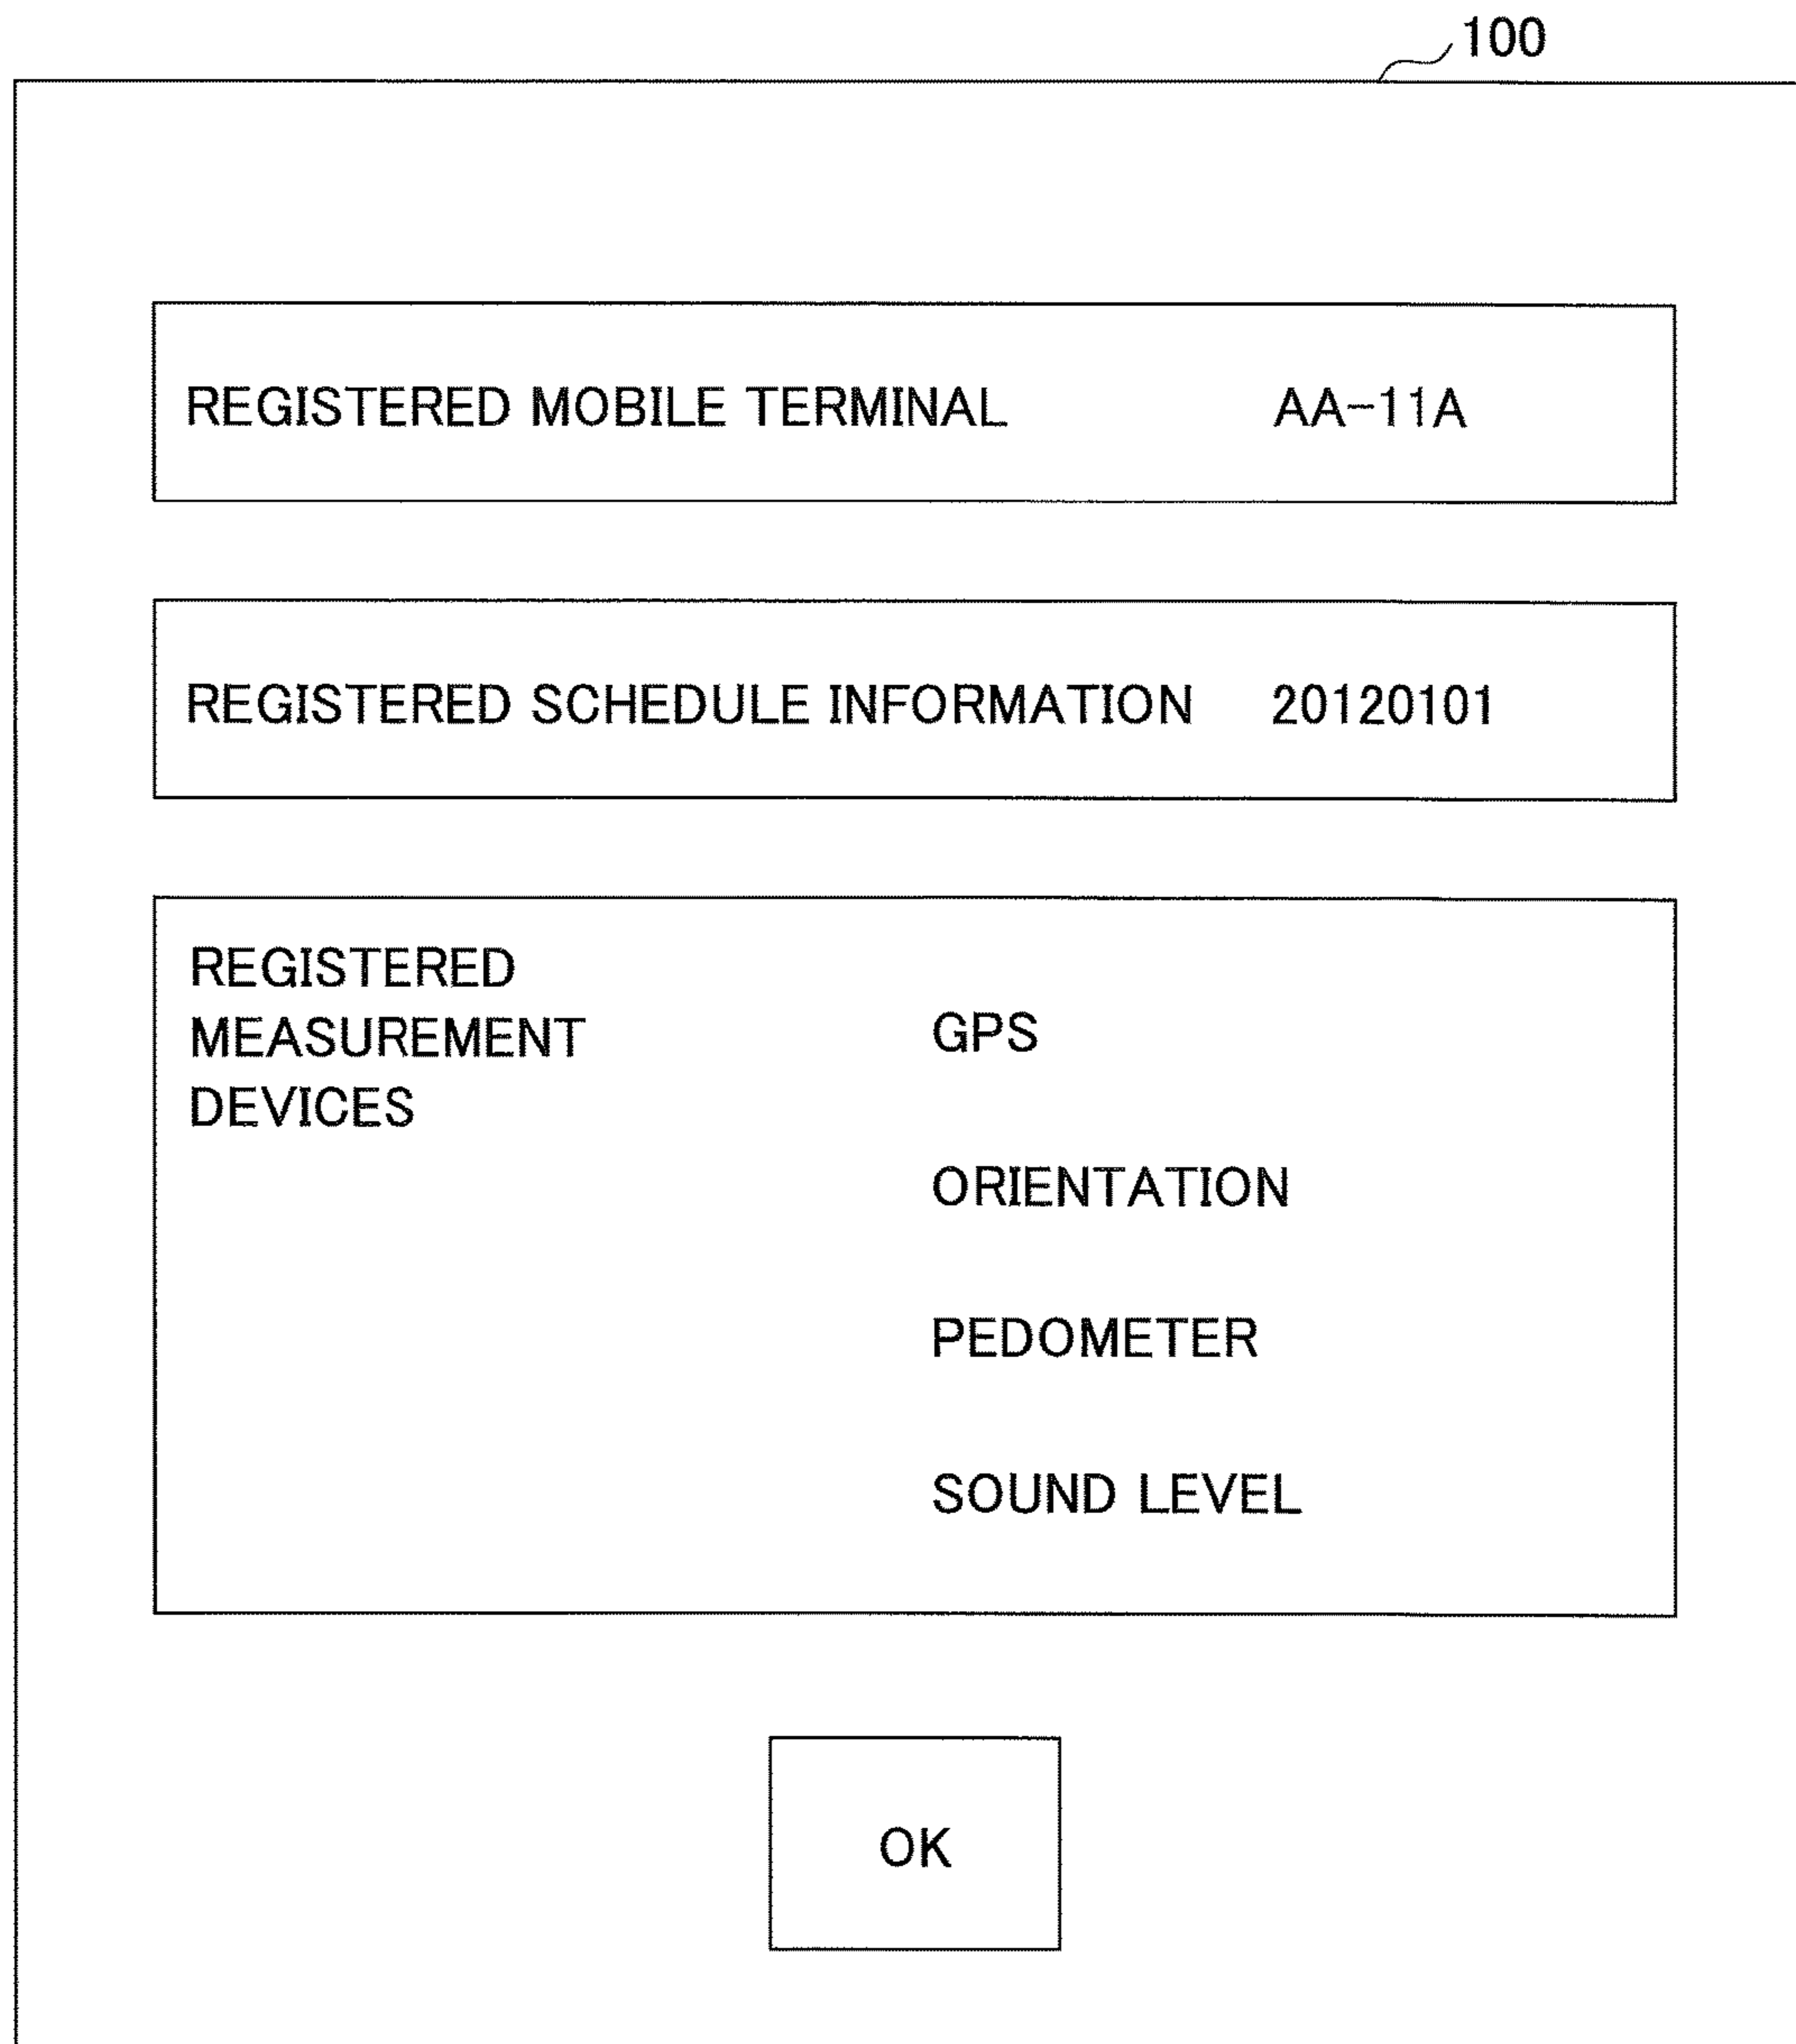 100
REGISTERED MOBILE TERMINAL AA-11A
REGISTERED SCHEDULE INFORMATION 20120101
REGISTERED
MEASUREMENT
DEVICES
GPS
ORIENTATION
PEDOMETER
SOUND LEVEL
OK